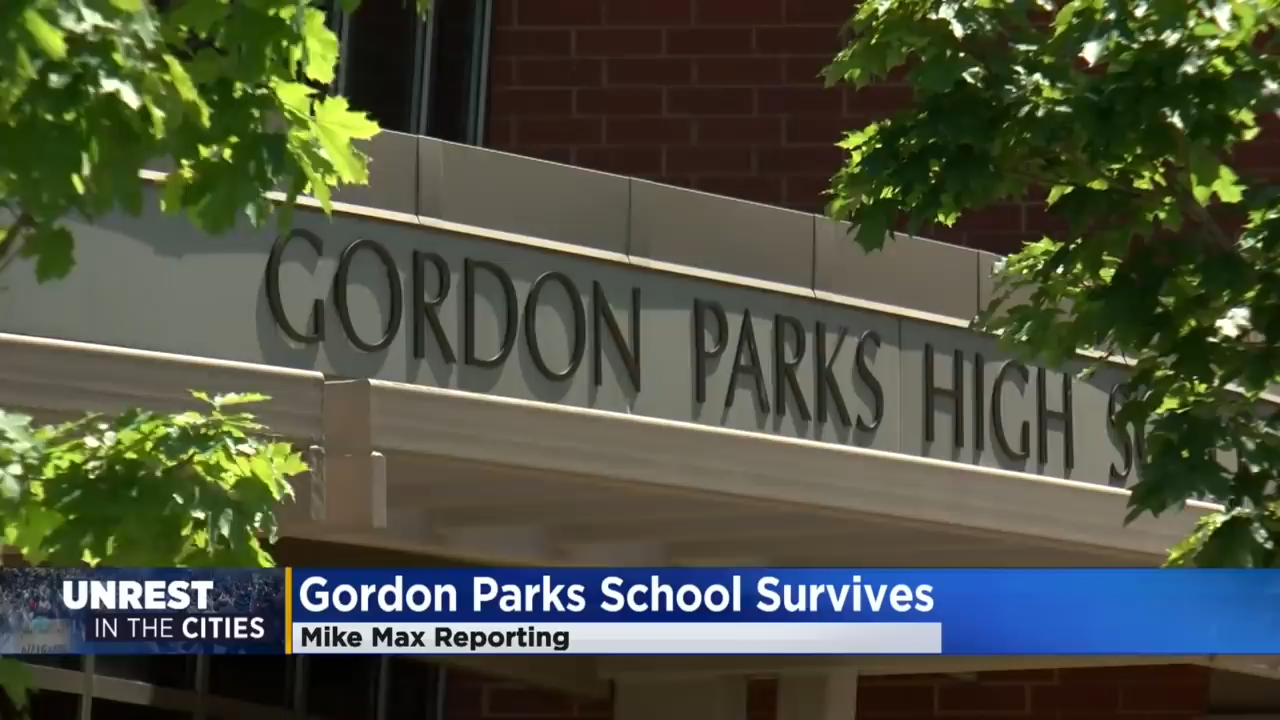 GORDON PARKS HIGH
UNREST
IN THE CITIES
Gordon Parks School Survives
Mike Max Reporting